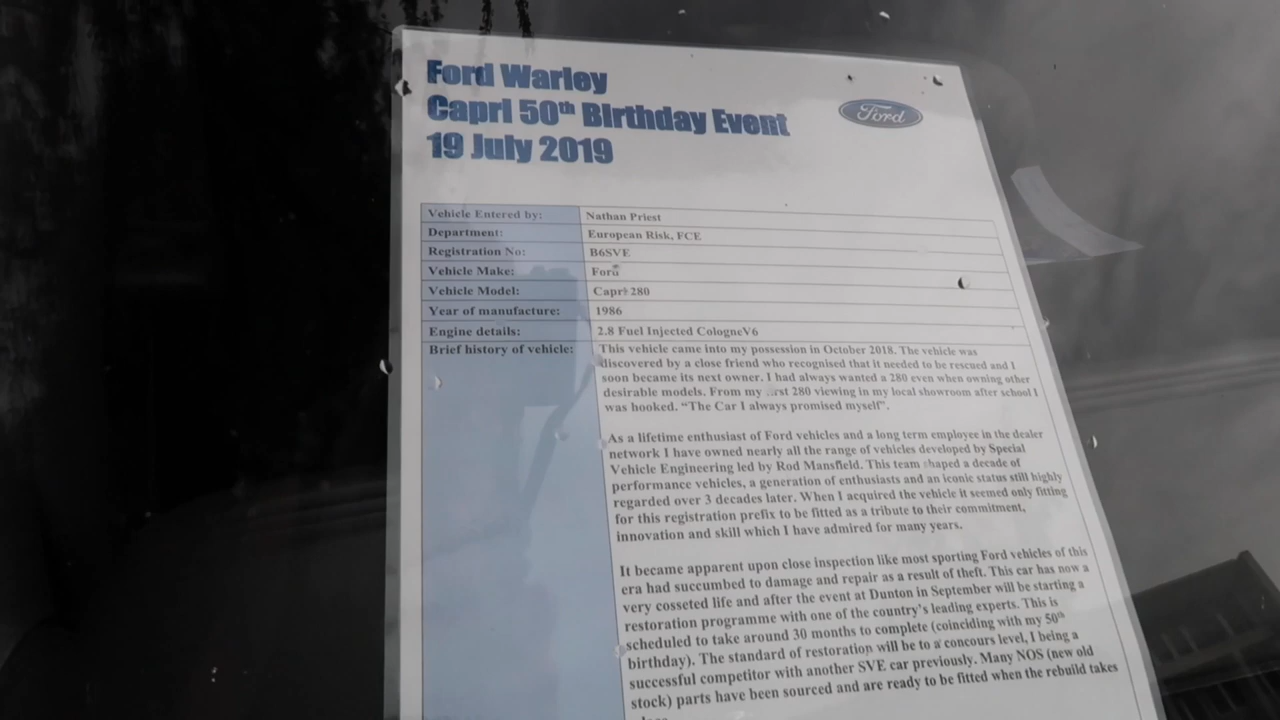 Ford Warley
Capri 50th Birthday Event
19 July 2019
Ford
Vehicle Entered by: Nathan Priest
Department: European Risk, FCE
Registration No: B6SVE
Vehicle Make: Ford
Vehicle Model: Capri 280
Year of manufacture: 1986
Engine details: 2.8 Fuel Injected CologneV6
Brief history of vehicle: This vehicle came into my possession in October 2018. The vehicle was
discovered by a close friend who recognised that it needed to be rescued and I
soon became its next owner. I had always wanted a 280 even when owning other
desirable models. From my first 280 viewing in my local showroom after school I
was hooked. “The Car I always promised myself”.
As a lifetime enthusiast of Ford vehicles and a long term employee in the dealer
network I have owned nearly all the range of vehicles developed by Special
Vehicle Engineering led by Rod Mansfield. This team shaped a decade of
performance vehicles, a generation of enthusiasts and an iconic status still highly
regarded over 3 decades later. When I acquired the vehicle it seemed only fitting
for this registration prefix to be fitted as a tribute to their commitment,
innovation and skill which I have admired for many years.
It became apparent upon close inspection like most sporting Ford vehicles of this
era had succumbed to damage and repair as a result of theft. This car has now a
very cosseted life and after the event at Dunton in September will be starting a
restoration programme with one of the country's leading experts. This is
scheduled to take around 30 months to complete (coinciding with my 50th
birthday). The standard of restoration will be to a concours level, I being a
successful competitor with another SVE car previously. Many NOS (new old
stock) parts have been sourced and are ready to be fitted when the rebuild takes